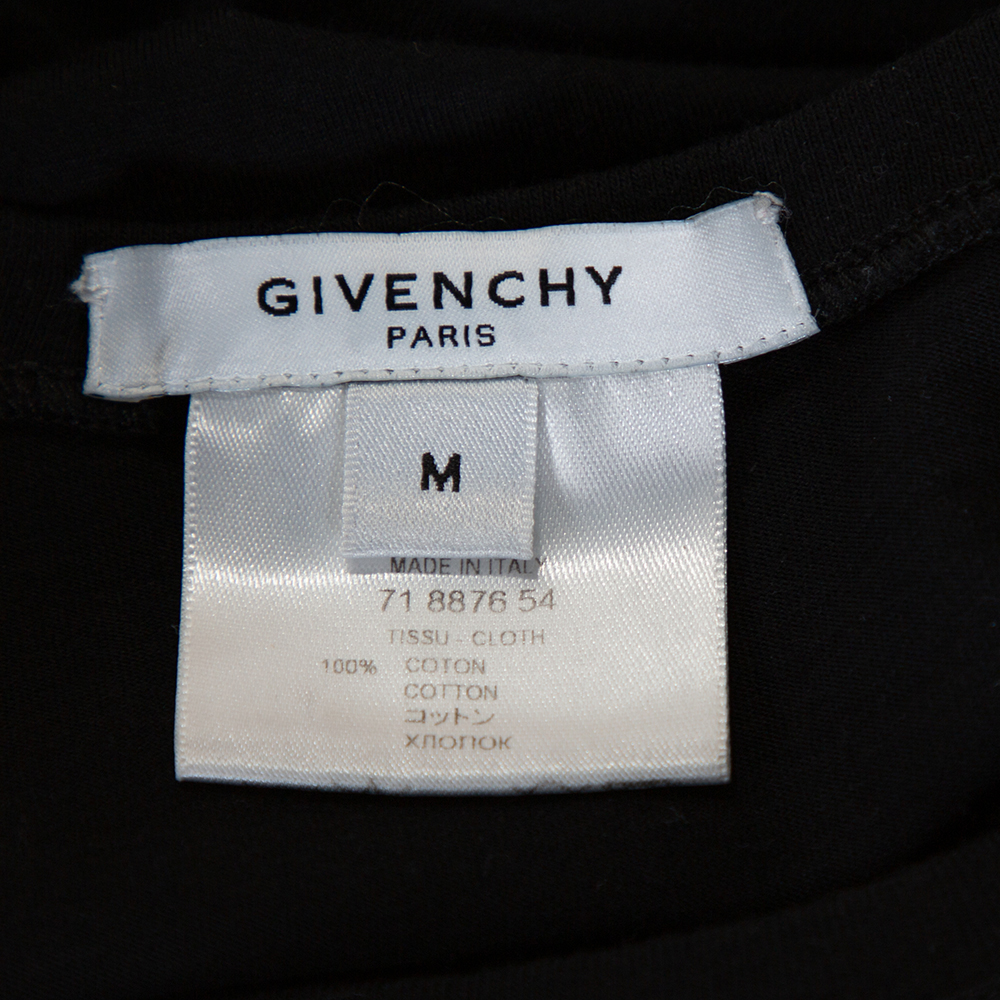 GIVENCHY
PARIS
M
MADE IN ITALY
71 8876 54
TISSU - CLOTH
100% COTON
COTTON
コットン
ХЛОПОК